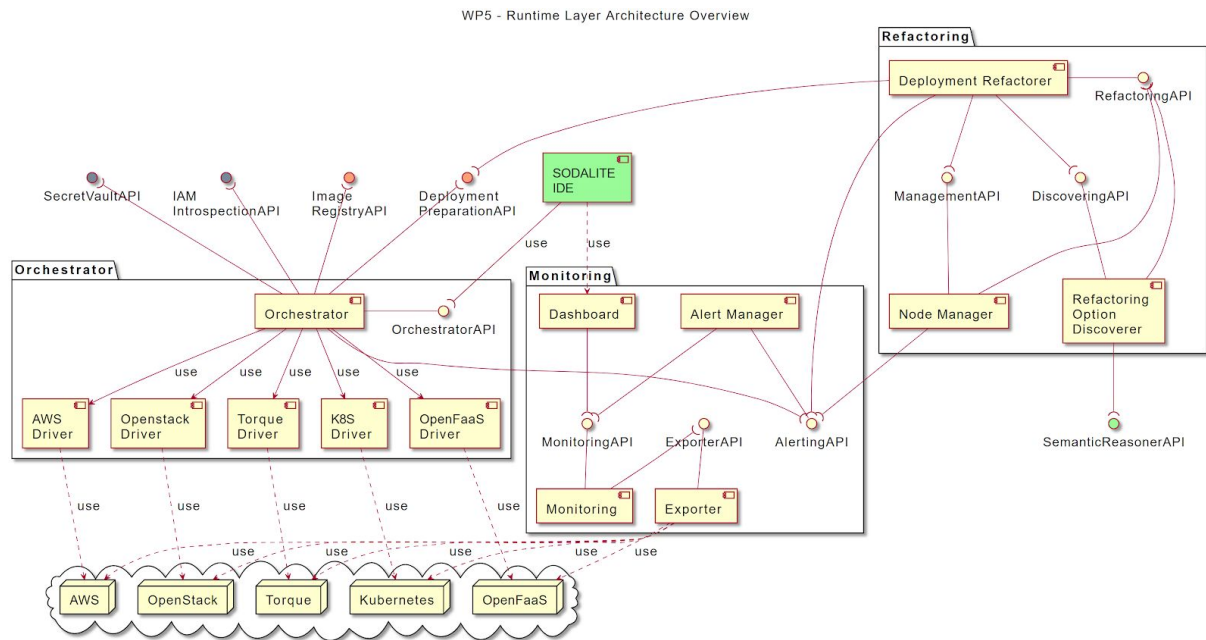 WP5 - Runtime Layer Architecture Overview
Refactoring
Deployment Refactorer
RefactoringAPI
SODALITE
IDE
SecretVaultAPI
IAM
IntrospectionAPI
Image
RegistryAPI
Deployment
PreparationAPI
ManagementAPI
DiscoveringAPI
use
use
Orchestrator
Monitoring
Orchestrator
OrchestratorAPI
Dashboard
Alert Manager
Node Manager
Refactoring
Option
Discoverer
use
use
use
use
use
AWS
Driver
Openstack
Driver
Torque
Driver
K8S
Driver
OpenFaaS
Driver
MonitoringAPI
ExporterAPI
AlertingAPI
SemanticReasonerAPI
Monitoring
Exporter
use
use
use
use
use
use
use
use
use
use
AWS
OpenStack
Torque
Kubernetes
OpenFaaS